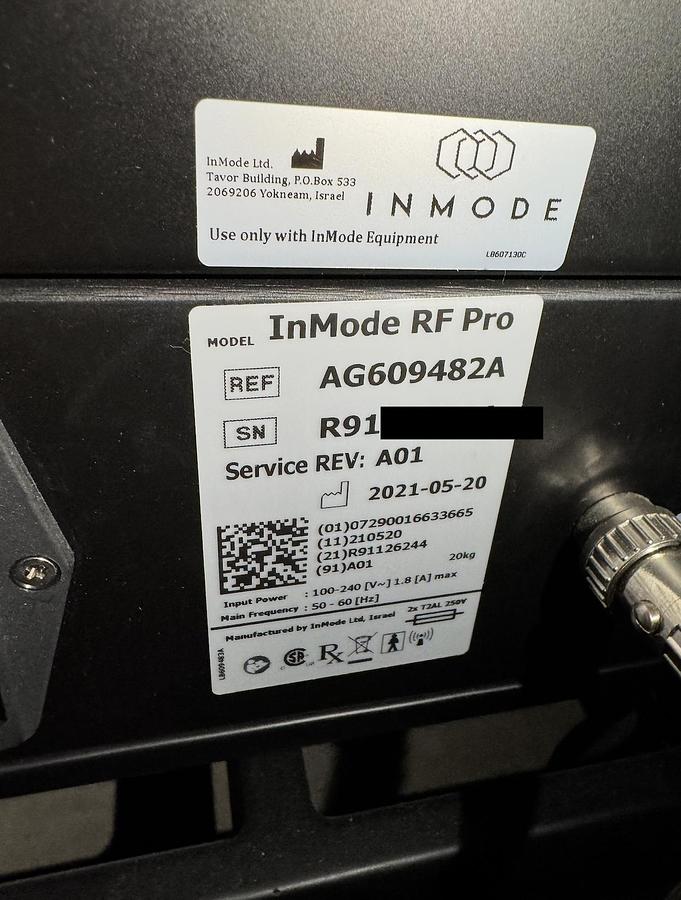 InMode Ltd.
Tavor Building, P.O.Box 533
2069206 Yokneam, Israel
INMODE
Use only with InMode Equipment
LB607130C
MODEL InMode RF Pro
REF AG609482A
SN R91
Service REV: A01
2021-05-20
(01)07290016633665
(11)210520
(21)R91126244
(91)A01
20kg
Input Power : 100-240 [V~] 1.8 [A] max
Main Frequency : 50 - 60 [Hz]
2x T2AL 250V
Manufactured by InMode Ltd, Israel
LB609483A
Rx